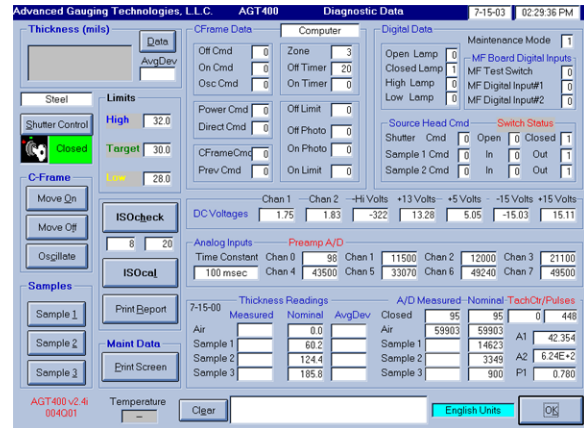 Advanced Gauging Technologies, L.L.C. AGT400 Diagnostic Data 7-15-03 02:29:36 PM
Thickness (mils)
Data
AvgDev
Steel
Shutter Control
Closed
Limits
High 32.0
Target 30.0
Low 28.0
C-Frame
Move On
Move Off
Oscillate
ISOcheck
8 20
ISOcal
Samples
Sample 1
Sample 2
Sample 3
Print Report
Maint Data
Print Screen
AGT400 v2.4i
004Q01
Temperature
--
CFrame Data Computer
Off Cmd 0 Zone 3
On Cmd 0 Off Timer 20
Osc Cmd 0 On Timer 0
Power Cmd 0 Off Limit 0
Direct Cmd 0 Off Photo 0
CFrameCmd 0 On Photo 0
Prev Cmd 0 On Limit 0
Digital Data
Maintenance Mode 1
Open Lamp 0
Closed Lamp 1
High Lamp 0
Low Lamp 0
MF Board Digital Inputs
MF Test Switch 0
MF Digital Input#1 0
MF Digital Input#2 0
Source Head Cmd Switch Status
Shutter Cmd 0 Open 0 Closed 1
Sample 1 Cmd 0 In 0 Out 1
Sample 2 Cmd 0 In 0 Out 1
Chan 1 Chan 2 -Hi Volts +13 Volts +5 Volts -15 Volts +15 Volts
DC Voltages 1.75 1.83 -322 13.28 5.05 -15.03 15.11
Analog Inputs Preamp A/D
Time Constant Chan 0 98 Chan 1 11500 Chan 2 12000 Chan 3 21100
100 msec Chan 4 43500 Chan 5 33070 Chan 6 49240 Chan 7 49500
7-15-00 Thickness Readings
Measured Nominal AvgDev
Air 0.0
Sample 1 60.2
Sample 2 124.4
Sample 3 185.8
A/D Measured Nominal
Closed 95 95
Air 59903 59903
Sample 1 14623
Sample 2 3349
Sample 3 900
TachCtr/Pulses
0 448
A1 42.354
A2 6.24E+2
P1 0.780
Clear
English Units
OK